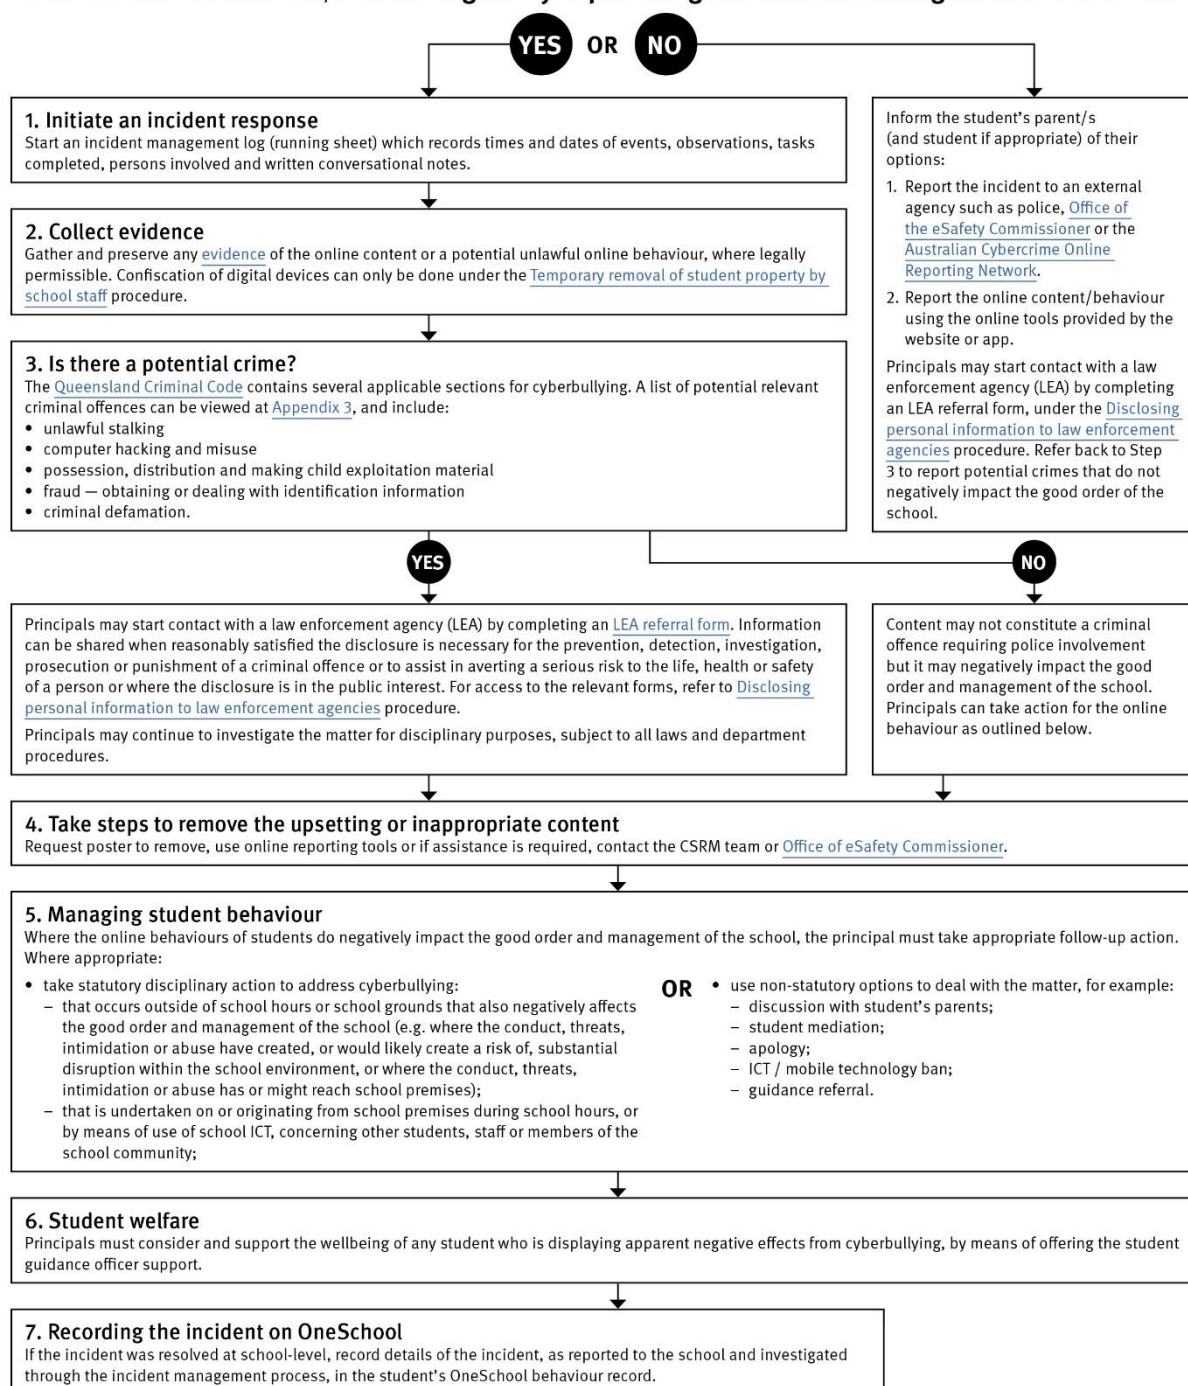 YES OR NO
1. Initiate an incident response
Start an incident management log (running sheet) which records times and dates of events, observations, tasks
completed, persons involved and written conversational notes.
2. Collect evidence
Gather and preserve any evidence of the online content or a potential unlawful online behaviour, where legally
permissible. Confiscation of digital devices can only be done under the Temporary removal of student property by
school staff procedure.
3. Is there a potential crime?
The Queensland Criminal Code contains several applicable sections for cyberbullying. A list of potential relevant
criminal offences can be viewed at Appendix 3, and include:
• unlawful stalking
• computer hacking and misuse
• possession, distribution and making child exploitation material
• fraud — obtaining or dealing with identification information
• criminal defamation.
Inform the student's parent/s
(and student if appropriate) of their
options:
1. Report the incident to an external
agency such as police, Office of
the eSafety Commissioner or the
Australian Cybercrime Online
Reporting Network.
2. Report the online content/behaviour
using the online tools provided by the
website or app.
Principals may start contact with a law
enforcement agency (LEA) by completing
an LEA referral form, under the Disclosing
personal information to law enforcement
agencies procedure. Refer back to Step
3 to report potential crimes that do not
negatively impact the good order of the
school.
YES
NO
Principals may start contact with a law enforcement agency (LEA) by completing an LEA referral form. Information
can be shared when reasonably satisfied the disclosure is necessary for the prevention, detection, investigation,
prosecution or punishment of a criminal offence or to assist in averting a serious risk to the life, health or safety
of a person or where the disclosure is in the public interest. For access to the relevant forms, refer to Disclosing
personal information to law enforcement agencies procedure.
Principals may continue to investigate the matter for disciplinary purposes, subject to all laws and department
procedures.
Content may not constitute a criminal
offence requiring police involvement
but it may negatively impact the good
order and management of the school.
Principals can take action for the online
behaviour as outlined below.
4. Take steps to remove the upsetting or inappropriate content
Request poster to remove, use online reporting tools or if assistance is required, contact the CSRM team or Office of eSafety Commissioner.
5. Managing student behaviour
Where the online behaviours of students do negatively impact the good order and management of the school, the principal must take appropriate follow-up action.
Where appropriate:
• take statutory disciplinary action to address cyberbullying:
– that occurs outside of school hours or school grounds that also negatively affects
the good order and management of the school (e.g. where the conduct, threats,
intimidation or abuse have created, or would likely create a risk of, substantial
disruption within the school environment, or where the conduct, threats,
intimidation or abuse has or might reach school premises);
– that is undertaken on or originating from school premises during school hours, or
by means of use of school ICT, concerning other students, staff or members of the
school community;
OR
• use non-statutory options to deal with the matter, for example:
– discussion with student's parents;
– student mediation;
– apology;
– ICT / mobile technology ban;
– guidance referral.
6. Student welfare
Principals must consider and support the wellbeing of any student who is displaying apparent negative effects from cyberbullying, by means of offering the student
guidance officer support.
7. Recording the incident on OneSchool
If the incident was resolved at school-level, record details of the incident, as reported to the school and investigated
through the incident management process, in the student's OneSchool behaviour record.